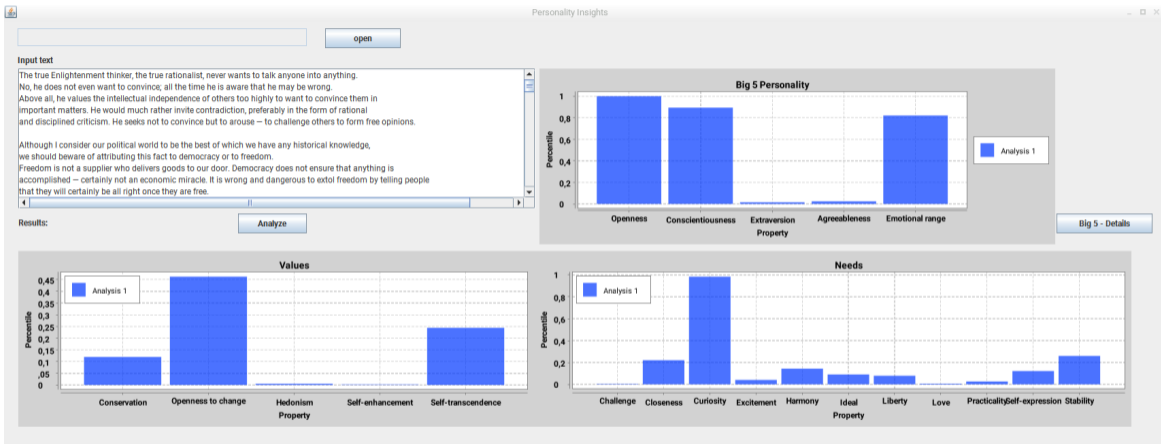 Personality Insights
open
Input text
The true Enlightenment thinker, the true rationalist, never wants to talk anyone into anything.
No, he does not even want to convince; all the time he is aware that he may be wrong.
Above all, he values the intellectual independence of others too highly to want to convince them in
important matters. He would much rather invite contradiction, preferably in the form of rational
and disciplined criticism. He seeks not to convince but to arouse — to challenge others to form free opinions.
Although I consider our political world to be the best of which we have any historical knowledge,
we should beware of attributing this fact to democracy or to freedom.
Freedom is not a supplier who delivers goods to our door. Democracy does not ensure that anything is
accomplished — certainly not an economic miracle. It is wrong and dangerous to extol freedom by telling people
that they will certainly be all right once they are free.
Results:
Analyze
Big 5 Personality
Percentile
1
0,8
0,6
0,4
0,2
0
Openness
Conscientiousness
Extraversion
Agreeableness
Emotional range
Property
Analysis 1
Big 5 - Details
Values
Percentile
0,45
0,4
0,35
0,3
0,25
0,2
0,15
0,1
,05
0
Analysis 1
Conservation
Openness to change
Hedonism
Self-enhancement
Self-transcendence
Property
Needs
Percentile
1
0,8
0,6
0,4
0,2
0
Analysis 1
Challenge
Closeness
Curiosity
Excitement
Harmony
Ideal
Liberty
Love
Practicality
Self-expression
Stability
Property